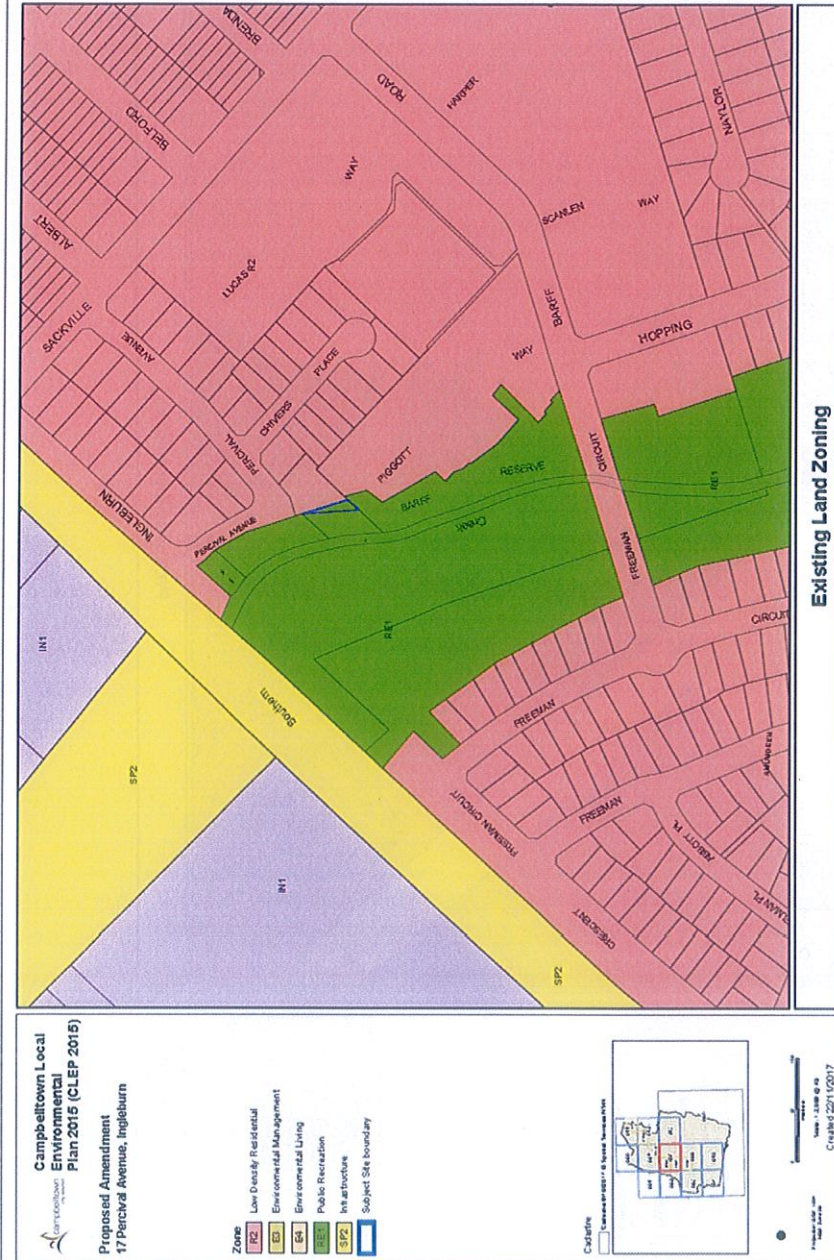 Campbelltown Local
Environmental
Plan 2015 (CLEP 2015)
Proposed Amendment
17 Percival Avenue, Ingleburn
Zone
R2 Low Density Residential
E3 Environmental Management
E4 Environmental Living
RE1 Public Recreation
SP2 Infrastructure
Subject Site boundary
Cadastre
Created 22/11/2017
Existing Land Zoning
BRENDA
BELFORD
ALBERT
SACKVILLE
AVENUE
ROAD
HARPER
WAY
LUCAS R2
PERCIVAL
CHIVERS
PLACE
INGLEBURN
PERCIVAL AVENUE
PIGGOTT
WAY
SCANLEN
WAY
NAYLOR
BARFF
HOPPING
BARFF
RESERVE
Creek
CIRCUIT
FREEMAN
RE1
RE1
IN1
SP2
Southern
IN1
SP2
FREEMAN
CIRCUIT
FREEMAN CIRCUIT
FREEMAN
CRESCENT